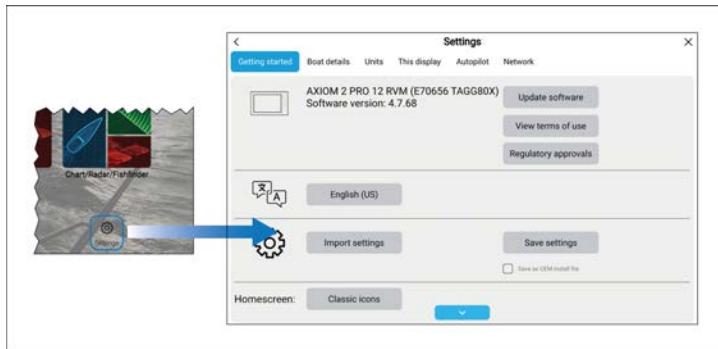 Settings
Getting started Boat details Units This display Autopilot Network
AXIOM 2 PRO 12 RVM (E70656 TAGG80X)
Software version: 4.7.68
Update software
View terms of use
Regulatory approvals
English (US)
Import settings
Save settings
Save as OEM install file
Homescreen:
Classic icons
Chart/Radar/Fishfinder
Settings